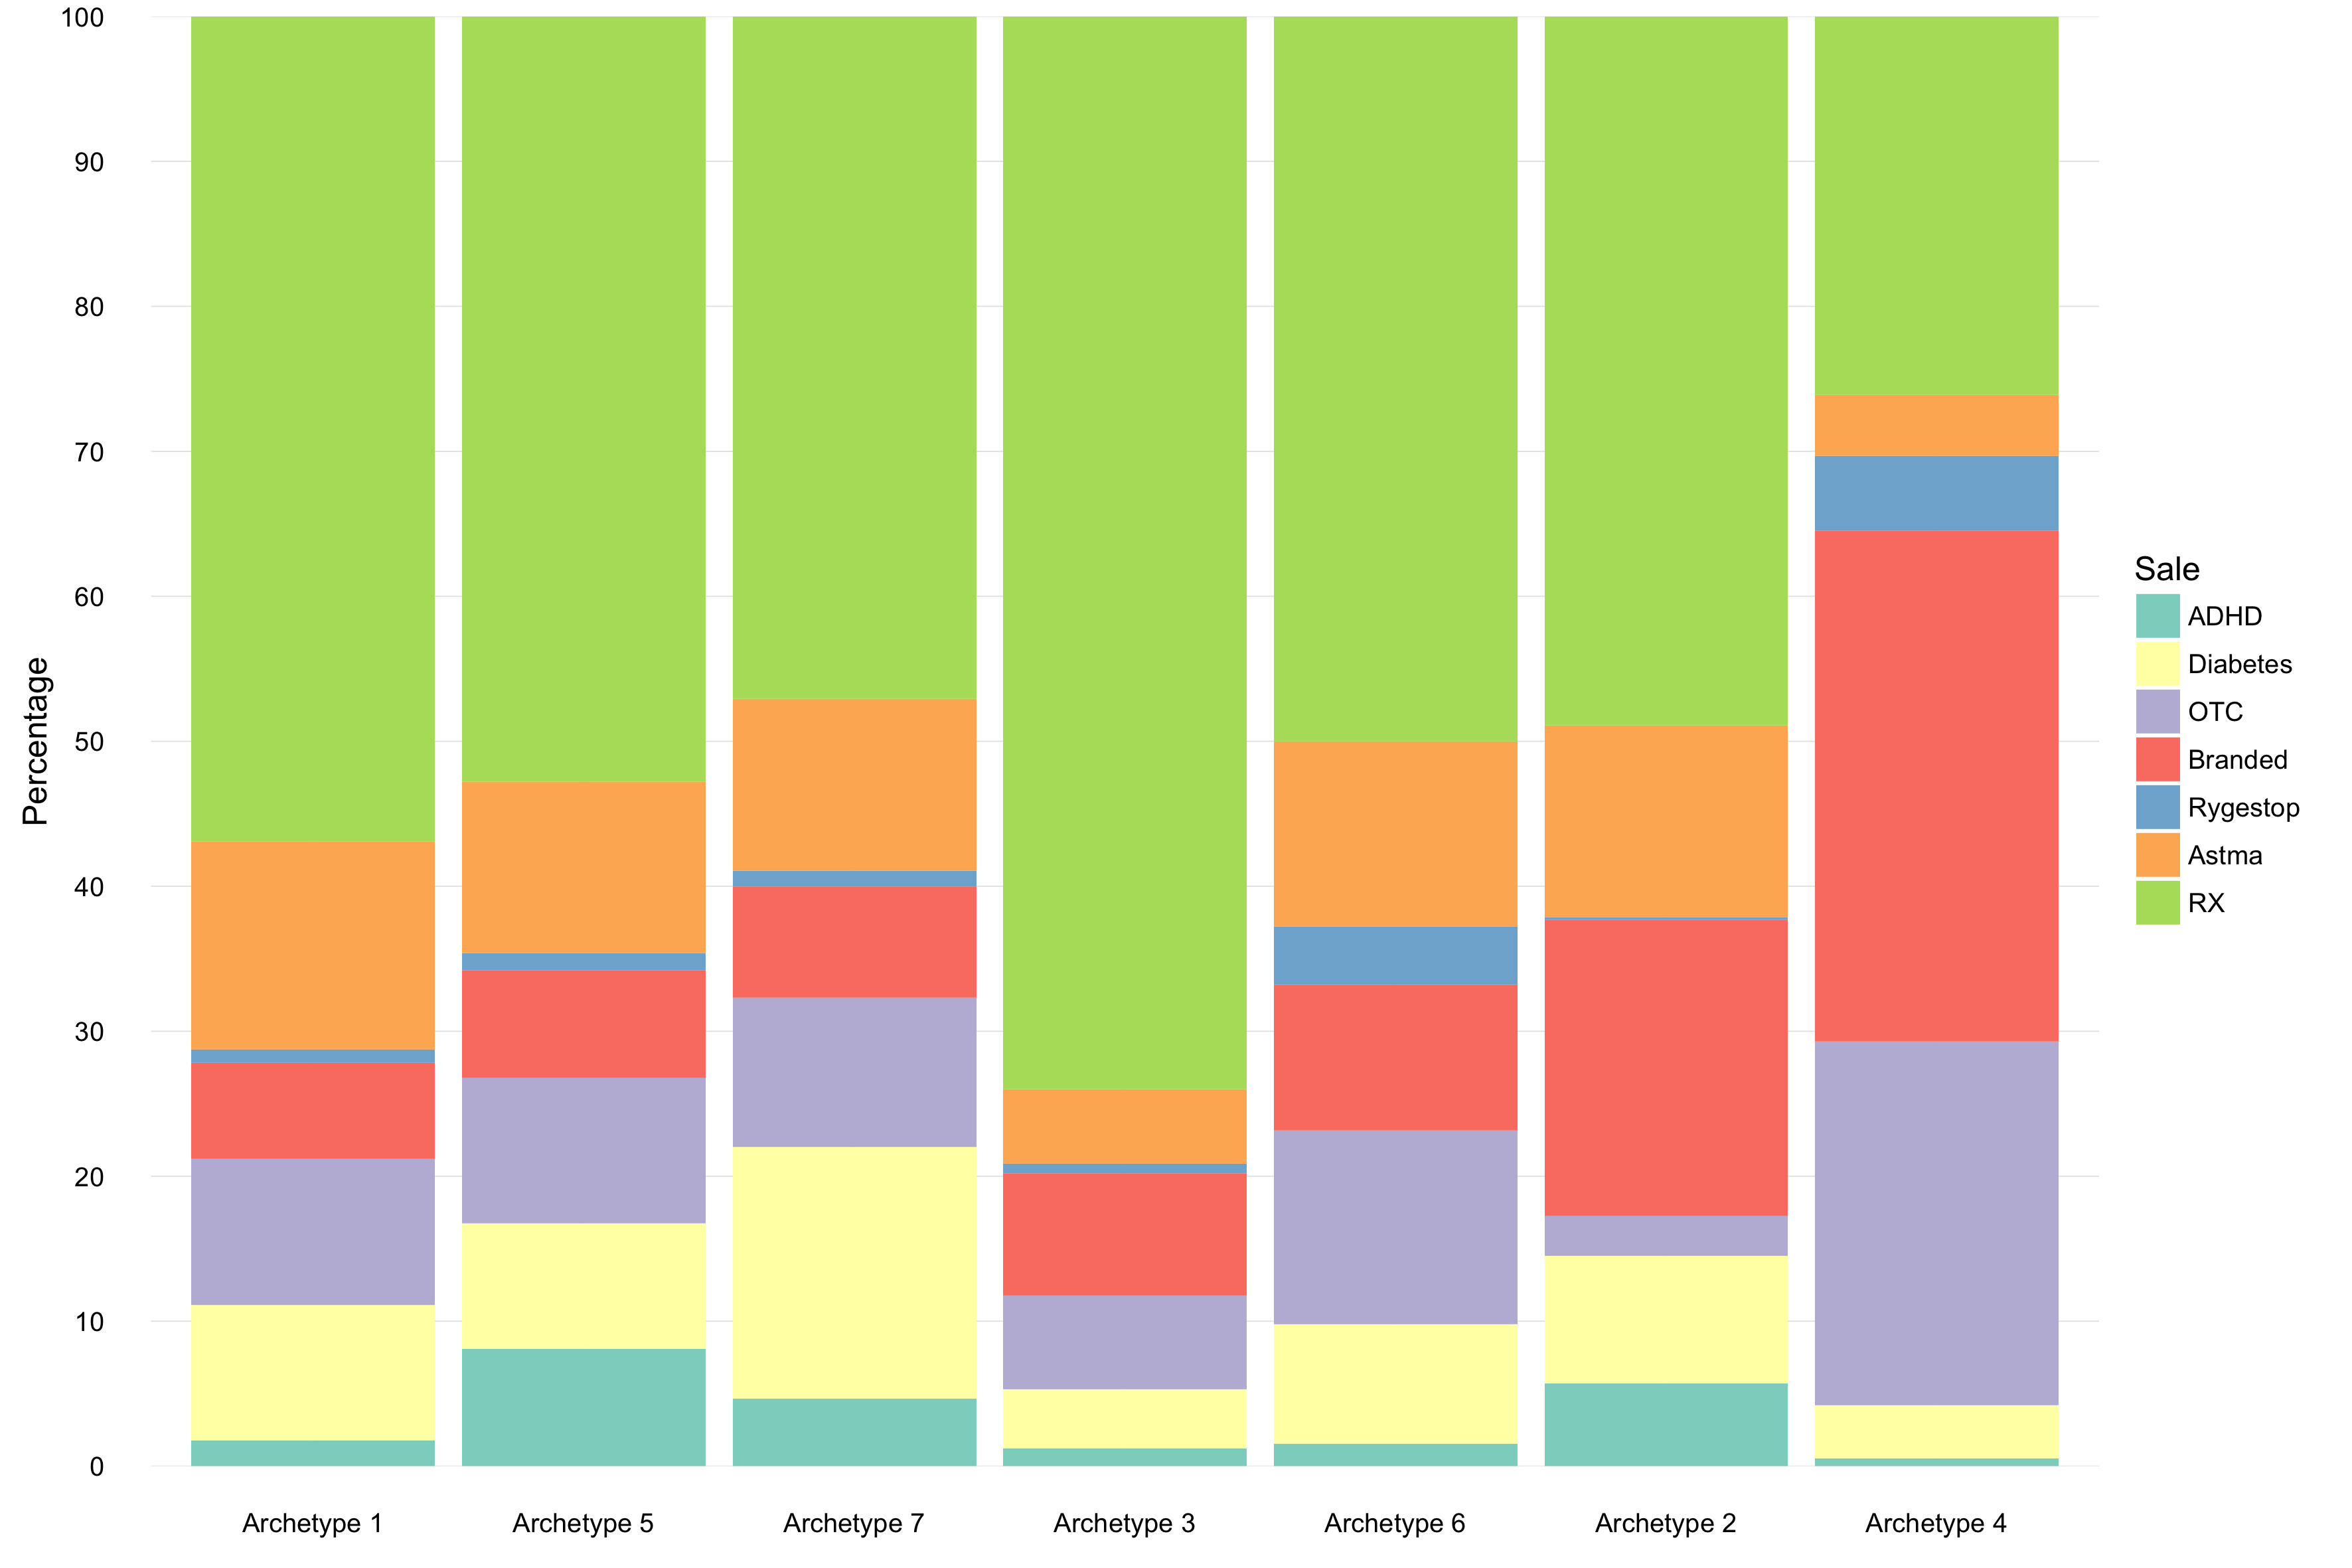 100
90
80
70
60
50
40
30
20
10
0
Percentage
Archetype 1
Archetype 5
Archetype 7
Archetype 3
Archetype 6
Archetype 2
Archetype 4
Sale
ADHD
Diabetes
OTC
Branded
Rygestop
Astma
RX